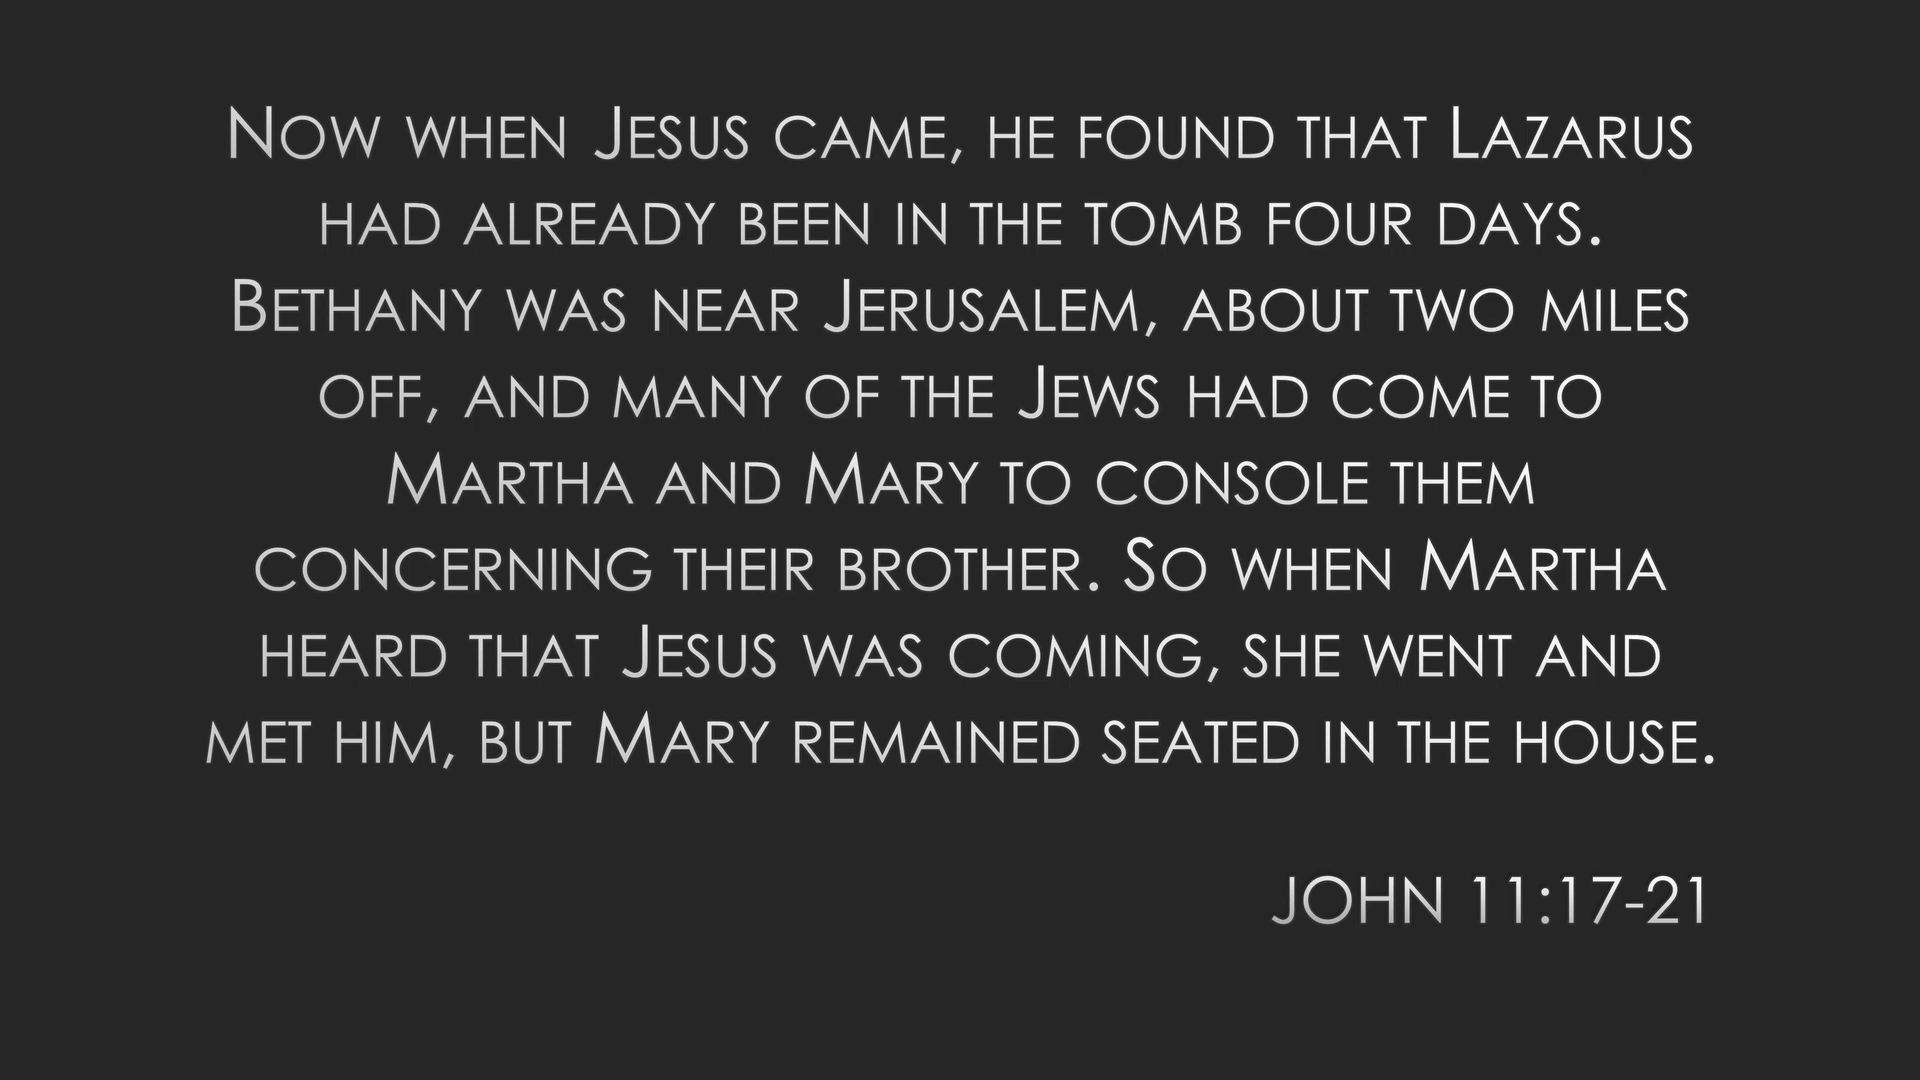 Now when Jesus came, he found that Lazarus
had already been in the tomb four days.
Bethany was near Jerusalem, about two miles
off, and many of the Jews had come to
Martha and Mary to console them
concerning their brother. So when Martha
heard that Jesus was coming, she went and
met him, but Mary remained seated in the house.
JOHN 11:17-21